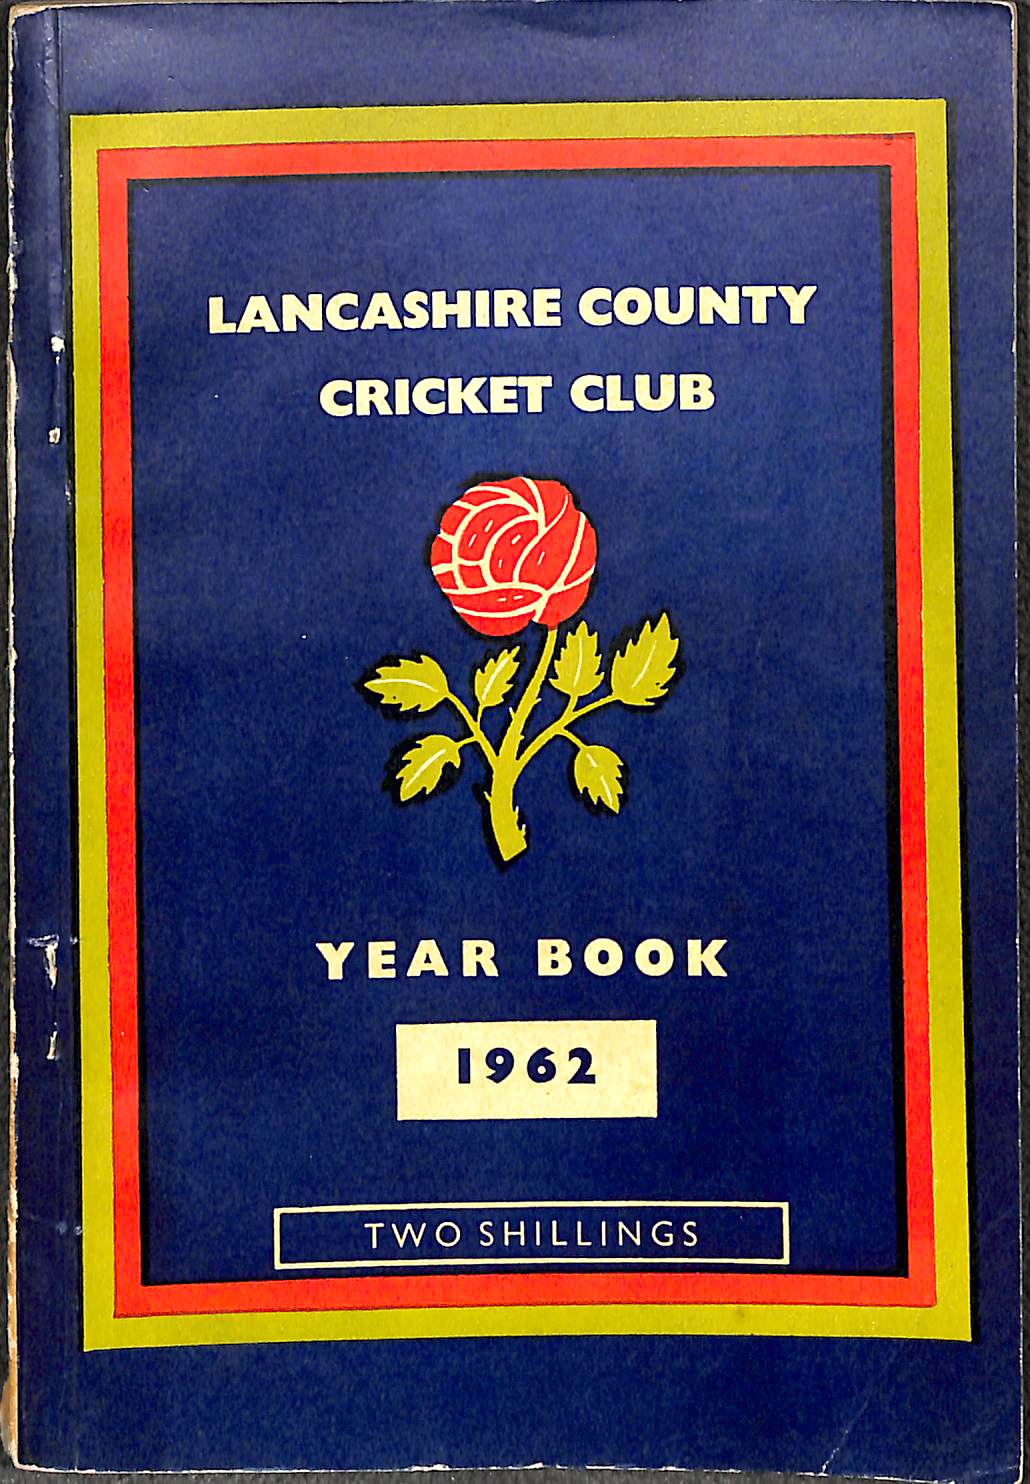 LANCASHIRE COUNTY
CRICKET CLUB
YEAR BOOK
1962
TWO SHILLINGS